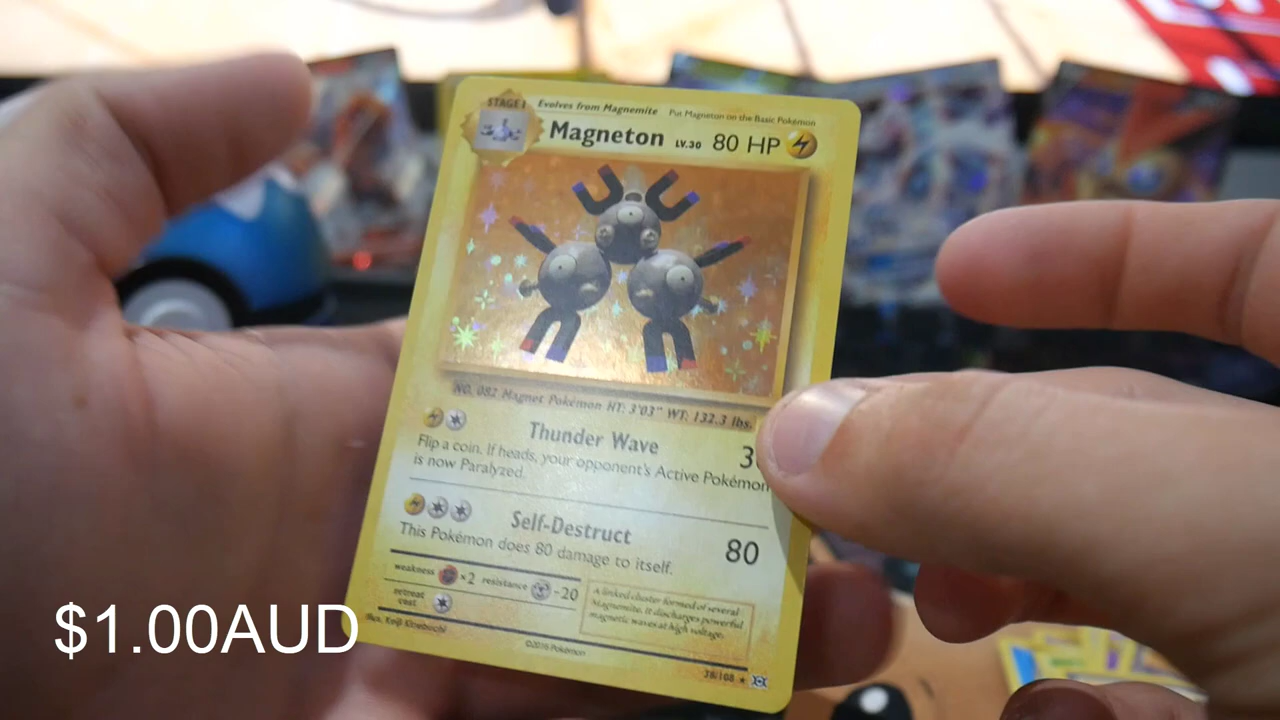 STAGE 1 Evolves from Magnemite Put Magneton on the Basic Pokémon
Magneton LV.30 80 HP
NO. 082 Magnet Pokémon HT: 3'03" WT: 132.3 lbs.
Thunder Wave 3
Flip a coin. If heads, your opponent's Active Pokémon
is now Paralyzed.
Self-Destruct 80
This Pokémon does 80 damage to itself.
weakness ×2 resistance -20
retreat
cost
A linked cluster formed of several
Magnemite. It discharges powerful
magnetic waves at high voltage.
Illus. Keiji Kinebuchi
©2016 Pokémon
38/108
$1.00AUD